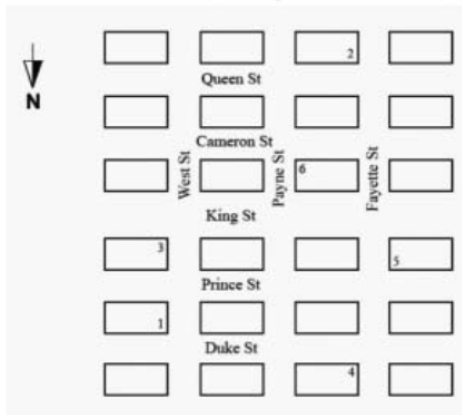 2
Queen St
N
Cameron St
West St
Payne St
6
Fayette St
King St
3
5
Prince St
1
Duke St
4